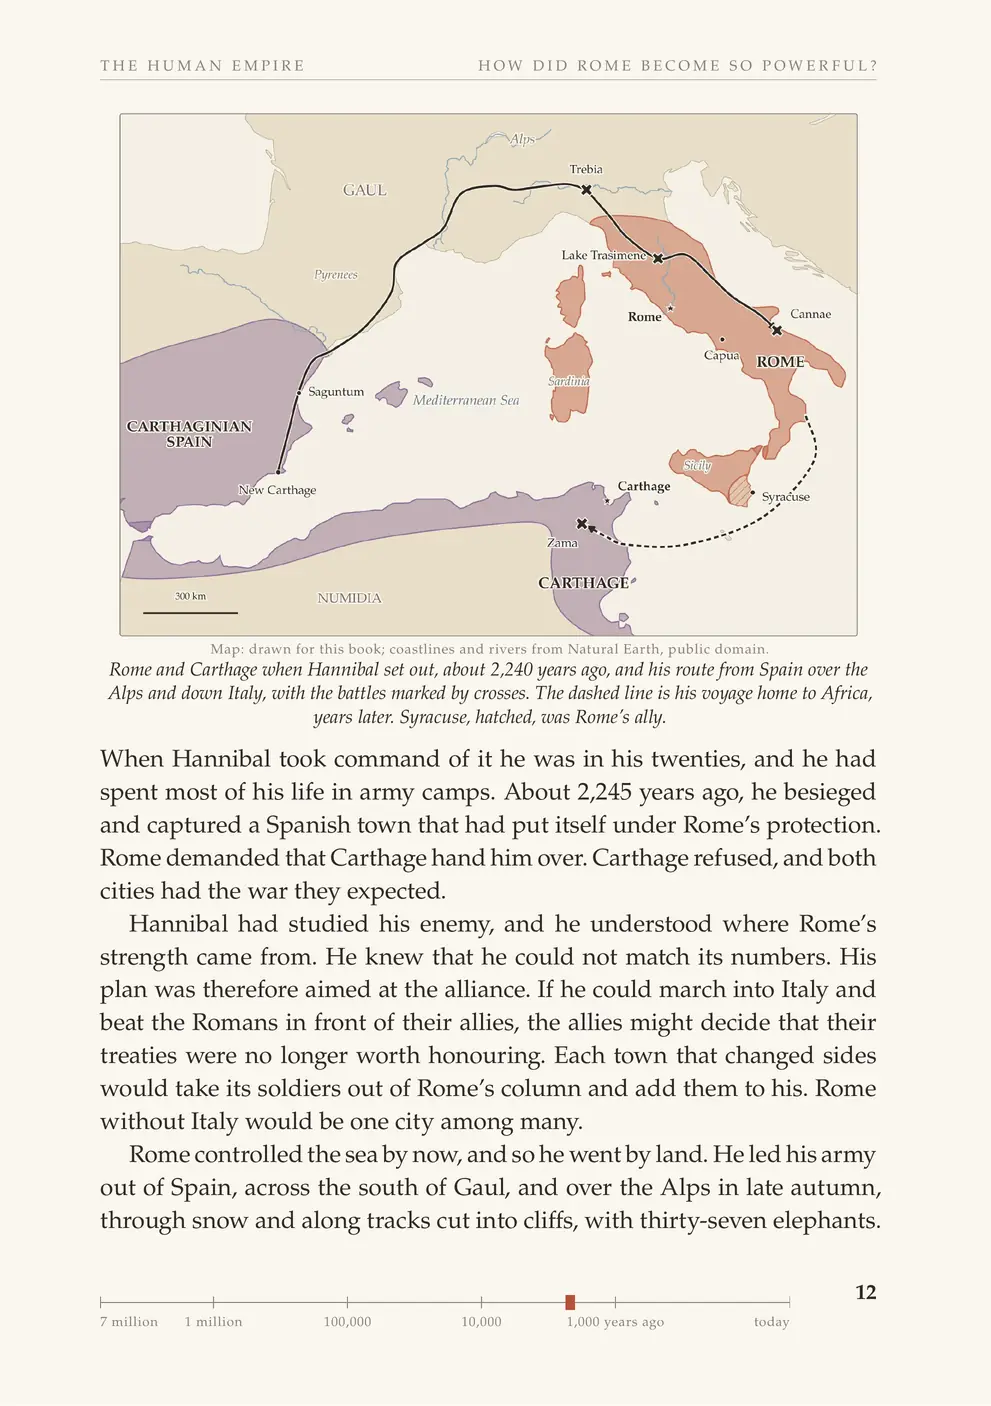 THE HUMAN EMPIRE
HOW DID ROME BECOME SO POWERFUL?
Alps
Trebia
GAUL
Lake Trasimene
Pyrenees
Rome
Cannae
Capua
ROME
Saguntum
Mediterranean Sea
Sardinia
CARTHAGINIAN
SPAIN
Sicily
New Carthage
Carthage
Syracuse
Zama
CARTHAGE
300 km
NUMIDIA
Map: drawn for this book; coastlines and rivers from Natural Earth, public domain.
Rome and Carthage when Hannibal set out, about 2,240 years ago, and his route from Spain over the
Alps and down Italy, with the battles marked by crosses. The dashed line is his voyage home to Africa,
years later. Syracuse, hatched, was Rome’s ally.
When Hannibal took command of it he was in his twenties, and he had
spent most of his life in army camps. About 2,245 years ago, he besieged
and captured a Spanish town that had put itself under Rome’s protection.
Rome demanded that Carthage hand him over. Carthage refused, and both
cities had the war they expected.
Hannibal had studied his enemy, and he understood where Rome’s
strength came from. He knew that he could not match its numbers. His
plan was therefore aimed at the alliance. If he could march into Italy and
beat the Romans in front of their allies, the allies might decide that their
treaties were no longer worth honouring. Each town that changed sides
would take its soldiers out of Rome’s column and add them to his. Rome
without Italy would be one city among many.
Rome controlled the sea by now, and so he went by land. He led his army
out of Spain, across the south of Gaul, and over the Alps in late autumn,
through snow and along tracks cut into cliffs, with thirty-seven elephants.
12
7 million
1 million
100,000
10,000
1,000 years ago
today